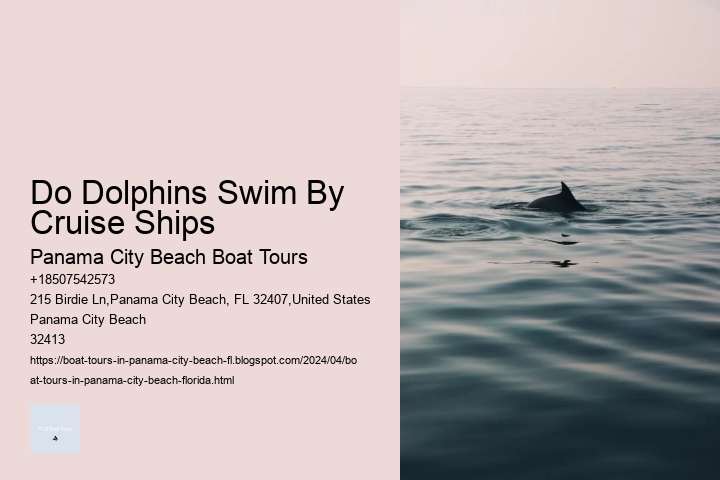 Do Dolphins Swim By
Cruise Ships
Panama City Beach Boat Tours
+18507542573
215 Birdie Ln,Panama City Beach, FL 32407,United States
Panama City Beach
32413
https://boat-tours-in-panama-city-beach-fl.blogspot.com/2024/04/bo
at-tours-in-panama-city-beach-florida.html